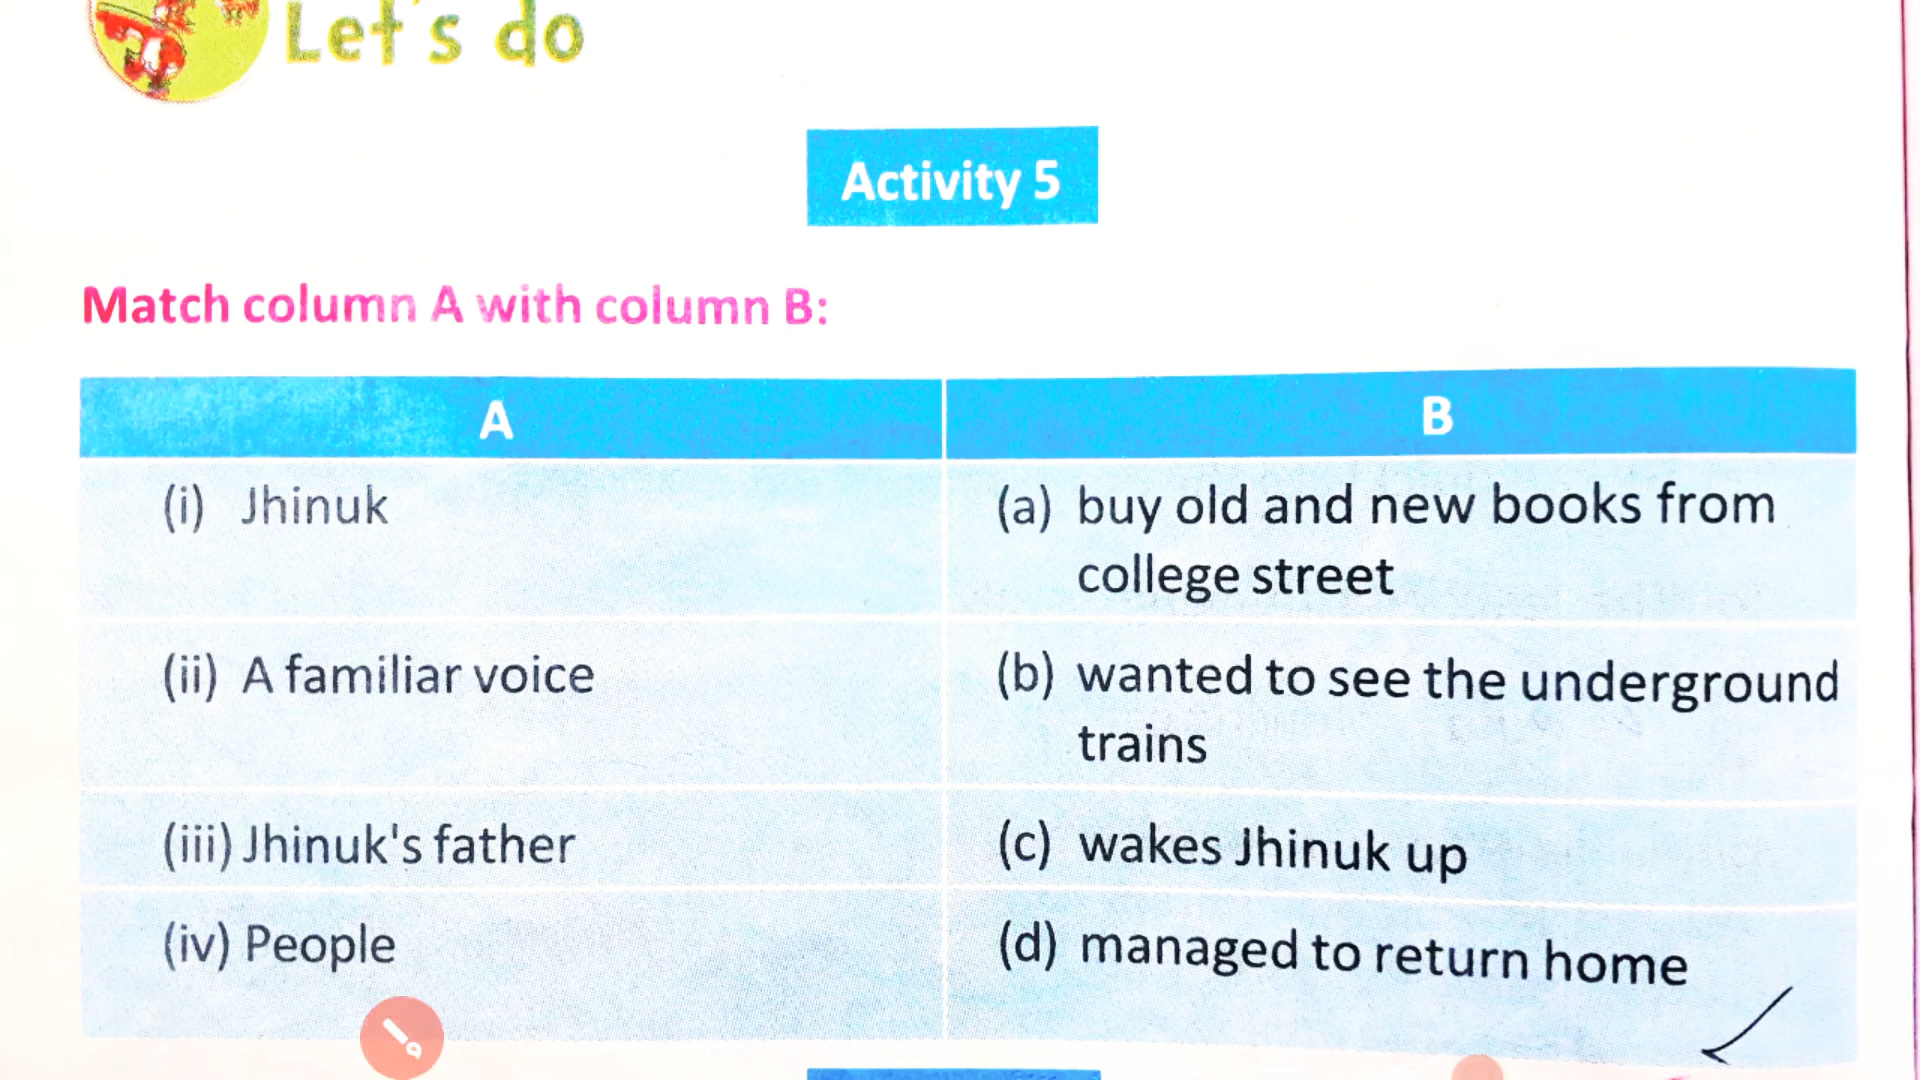 Let's do
Activity 5
Match column A with column B:
A
B
(i) Jhinuk
(a) buy old and new books from
college street
(ii) A familiar voice
(b) wanted to see the underground
trains
(iii) Jhinuk's father
(c) wakes Jhinuk up
(iv) People
(d) managed to return home